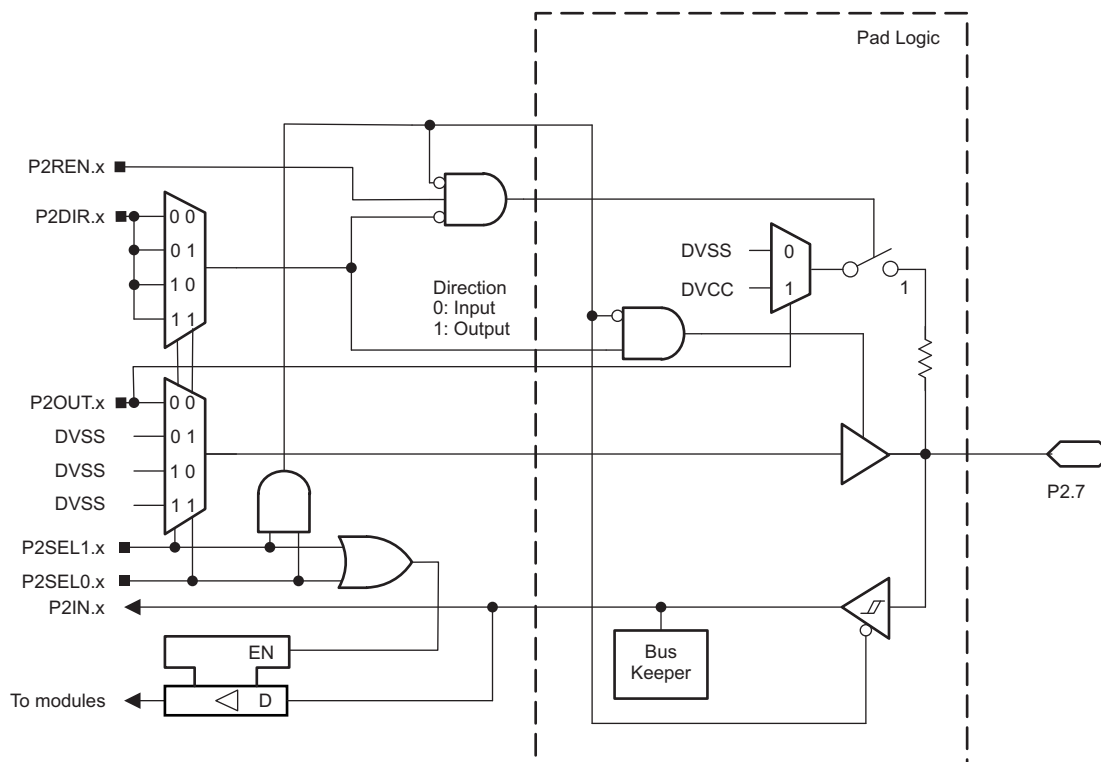 Pad Logic
P2REN.x
P2DIR.x
0 0
0 1
1 0
1 1
Direction
0: Input
1: Output
DVSS
0
DVCC
1
1
P2OUT.x
0 0
DVSS
0 1
DVSS
1 0
DVSS
1 1
P2.7
P2SEL1.x
P2SEL0.x
P2IN.x
EN
Bus
Keeper
To modules
D